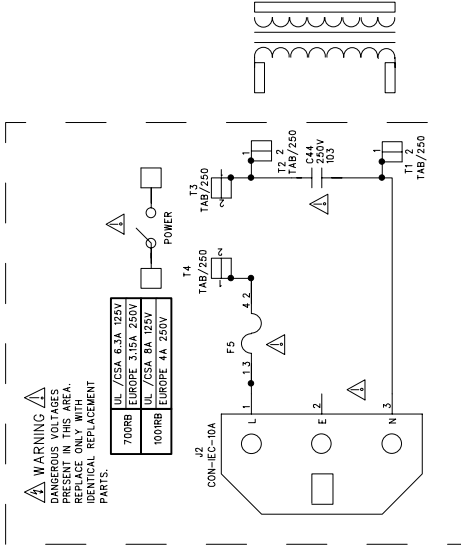 WARNING
DANGEROUS VOLTAGES
PRESENT IN THIS AREA.
REPLACE ONLY WITH
IDENTICAL REPLACEMENT
PARTS.
700RB
UL /CSA 6.3A 125V
EUROPE 3.15A 250V
1001RB
UL /CSA 8A 125V
EUROPE 4A 250V
POWER
J2
CON-IEC-10A
L
E
N
1
2
3
F5
1 3
4 2
T4
TAB/250
1
2
T3
TAB/250
2
1
1
2
T2
TAB/250
C44
250V
103
1
2
T1
TAB/250